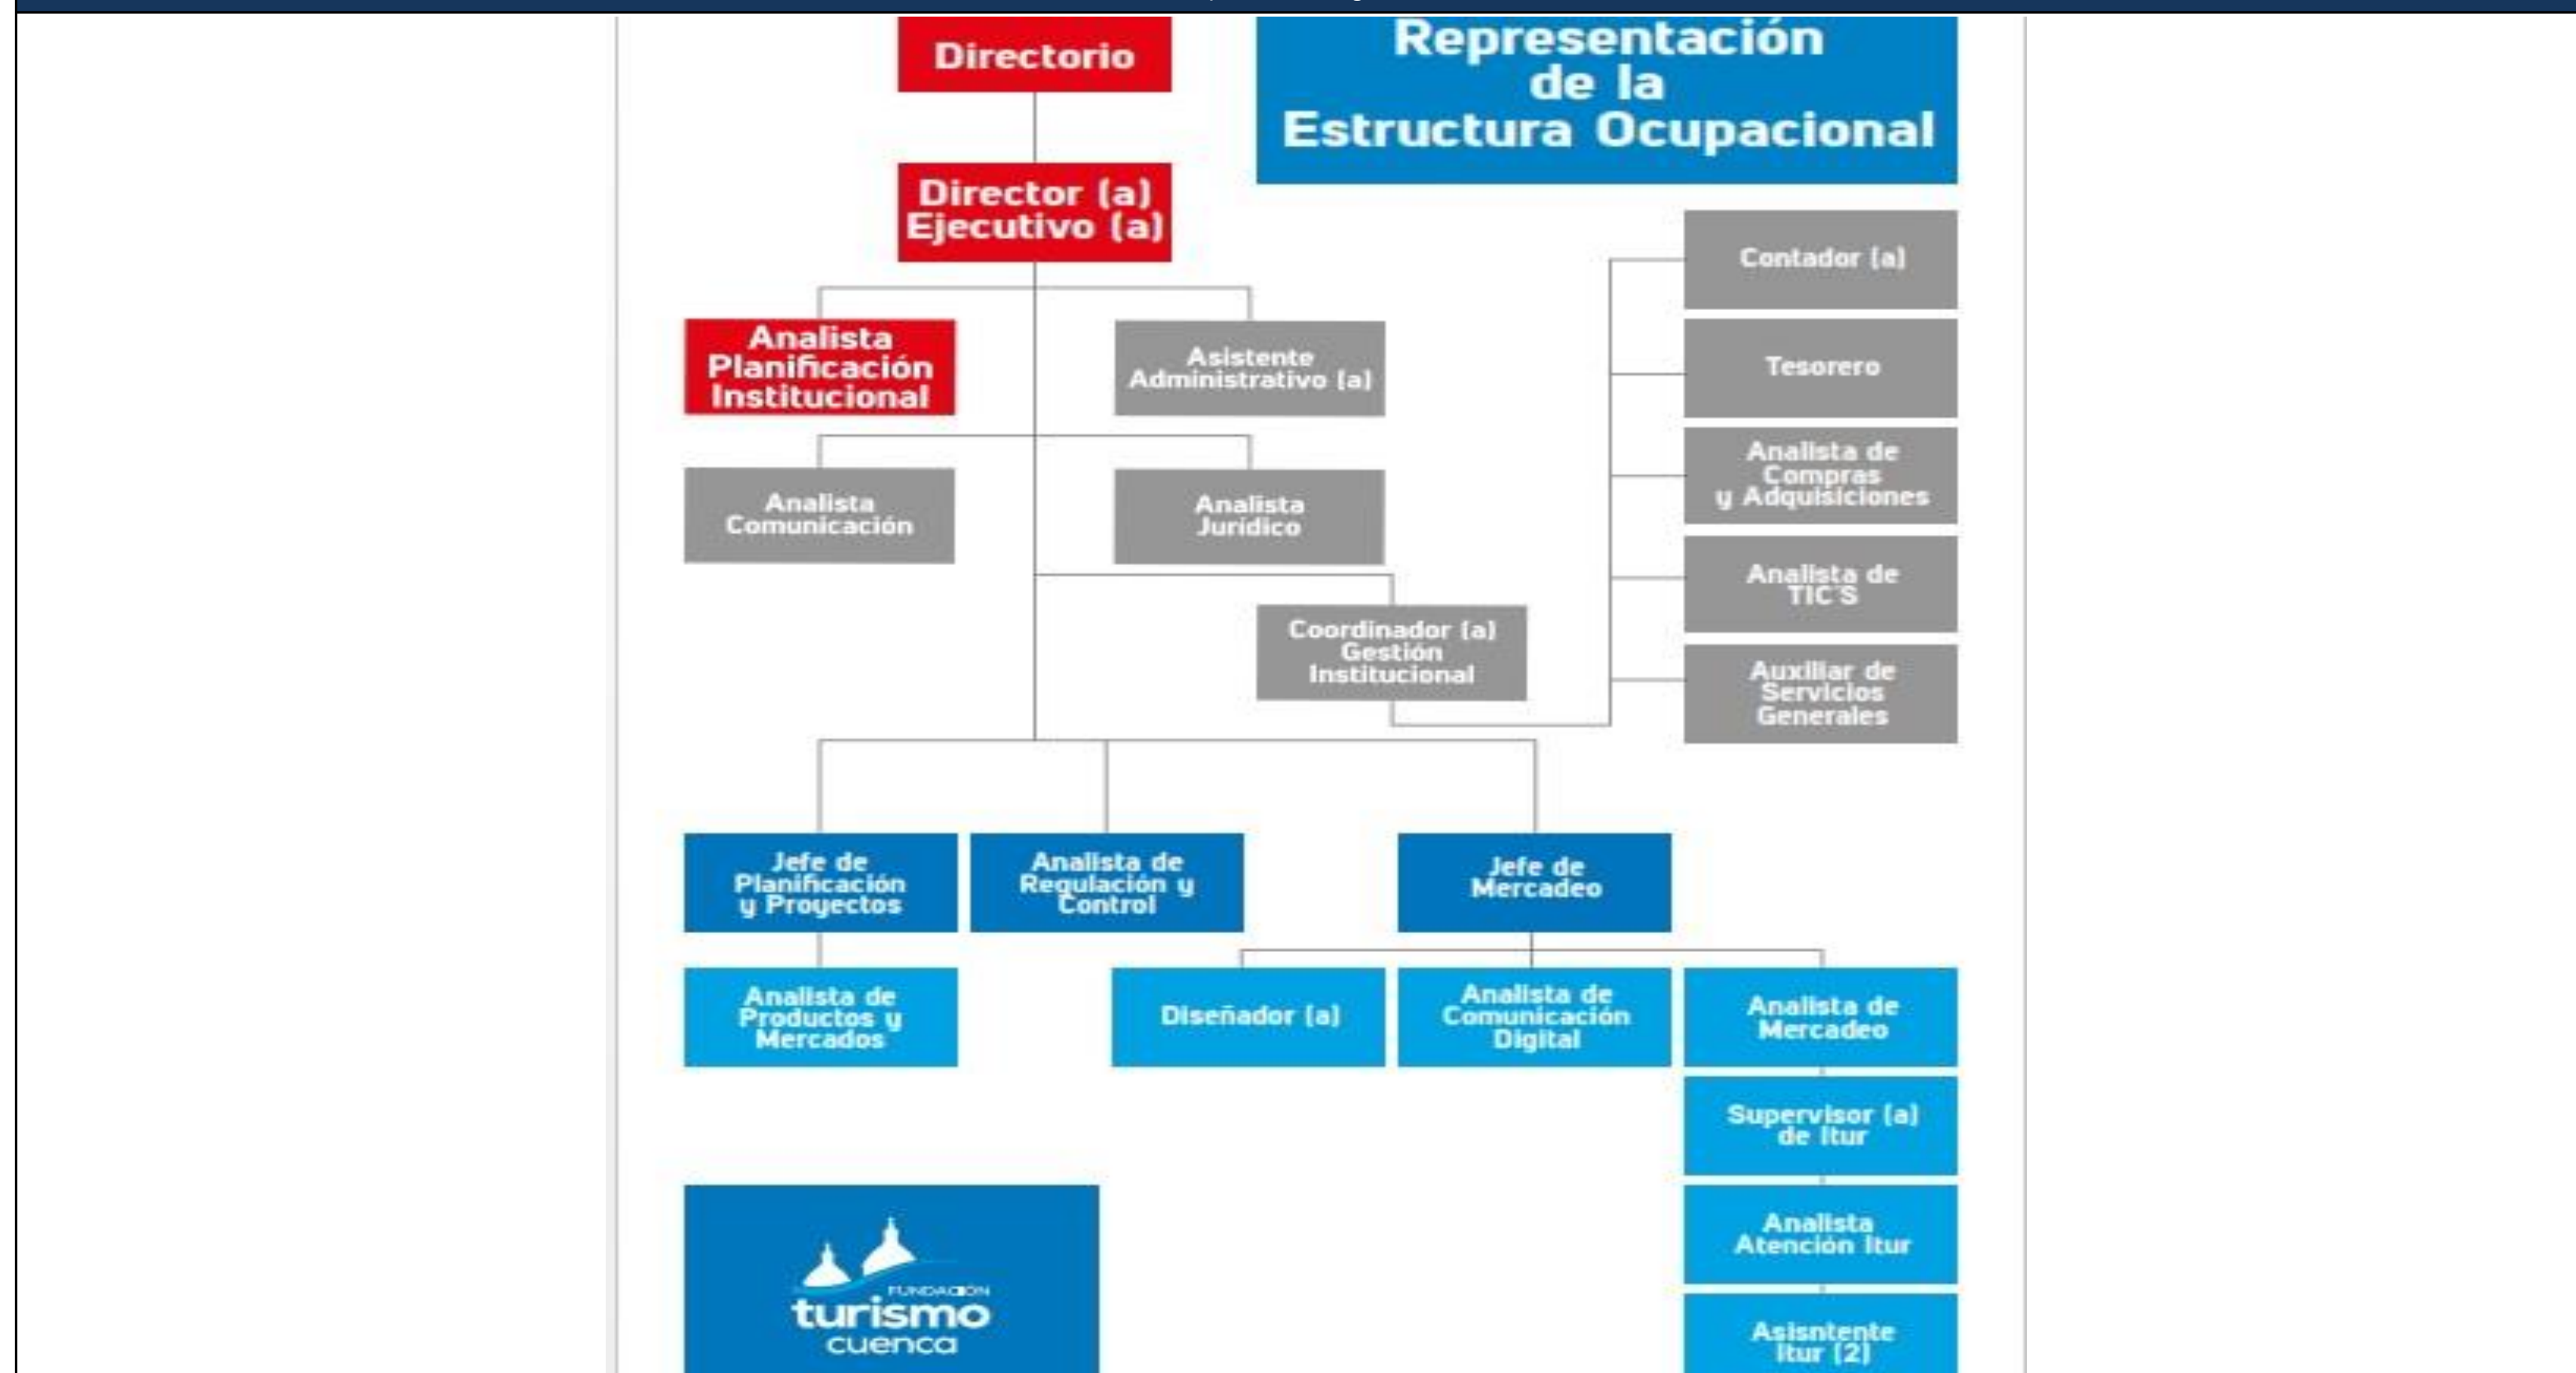 Directorio
Representación
de la
Estructura Ocupacional
Director (a)
Ejecutivo (a)
Contador (a)
Analista
Planificación
Institucional
Asistente
Administrativo (a)
Tesorero
Analista
Comunicación
Analista
Jurídico
Analista de
Compras
y Adquisiciones
Analista de
TIC'S
Coordinador (a)
Gestión
Institucional
Auxiliar de
Servicios
Generales
Jefe de
Planificación
y Proyectos
Analista de
Regulación y
Control
Jefe de
Mercadeo
Analista de
Productos y
Mercados
Diseñador (a)
Analista de
Comunicación
Digital
Analista de
Mercadeo
Supervisor (a)
de Itur
Analista
Atención Itur
Asisntente
Itur (2)
FUNDACIÓN
turismo
cuenca